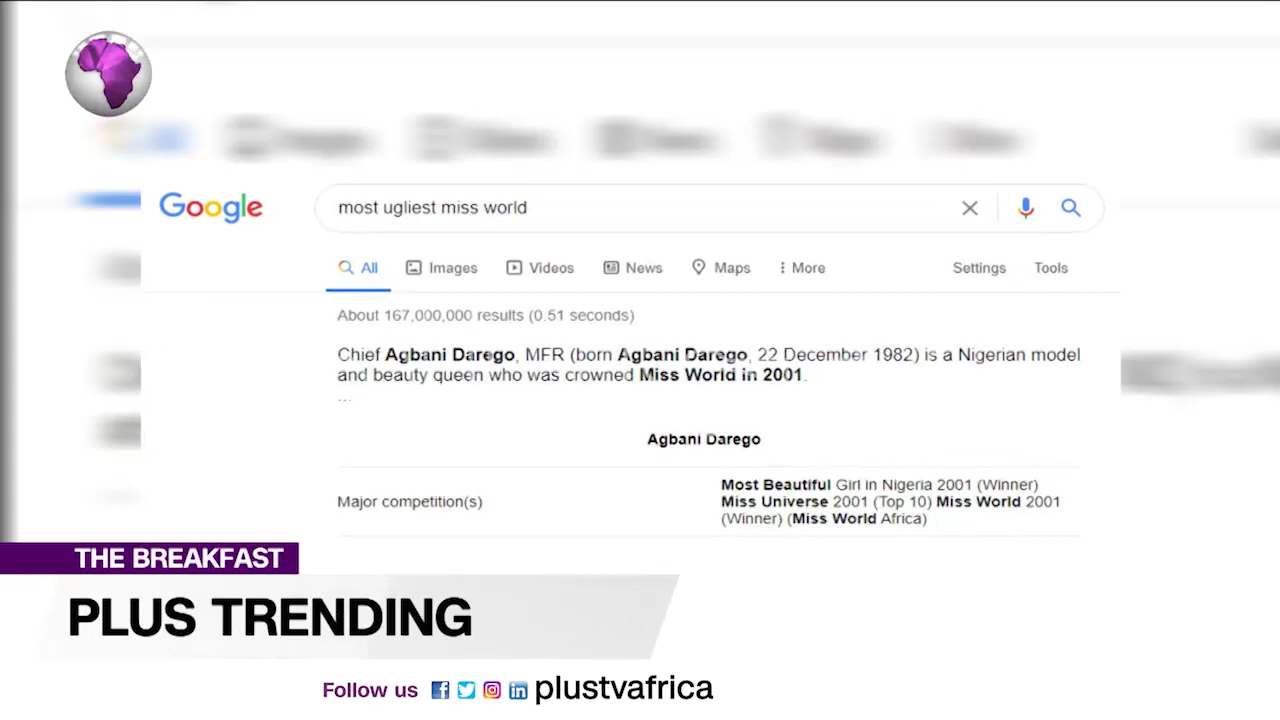 Google
most ugliest miss world
All
Images
Videos
News
Maps
More
Settings
Tools
About 167,000,000 results (0.51 seconds)
Chief Agbani Darego, MFR (born Agbani Darego, 22 December 1982) is a Nigerian model
and beauty queen who was crowned Miss World in 2001.
...
Agbani Darego
Major competition(s)
Most Beautiful Girl in Nigeria 2001 (Winner)
Miss Universe 2001 (Top 10) Miss World 2001
(Winner) (Miss World Africa)
THE BREAKFAST
PLUS TRENDING
Follow us
plustvafrica